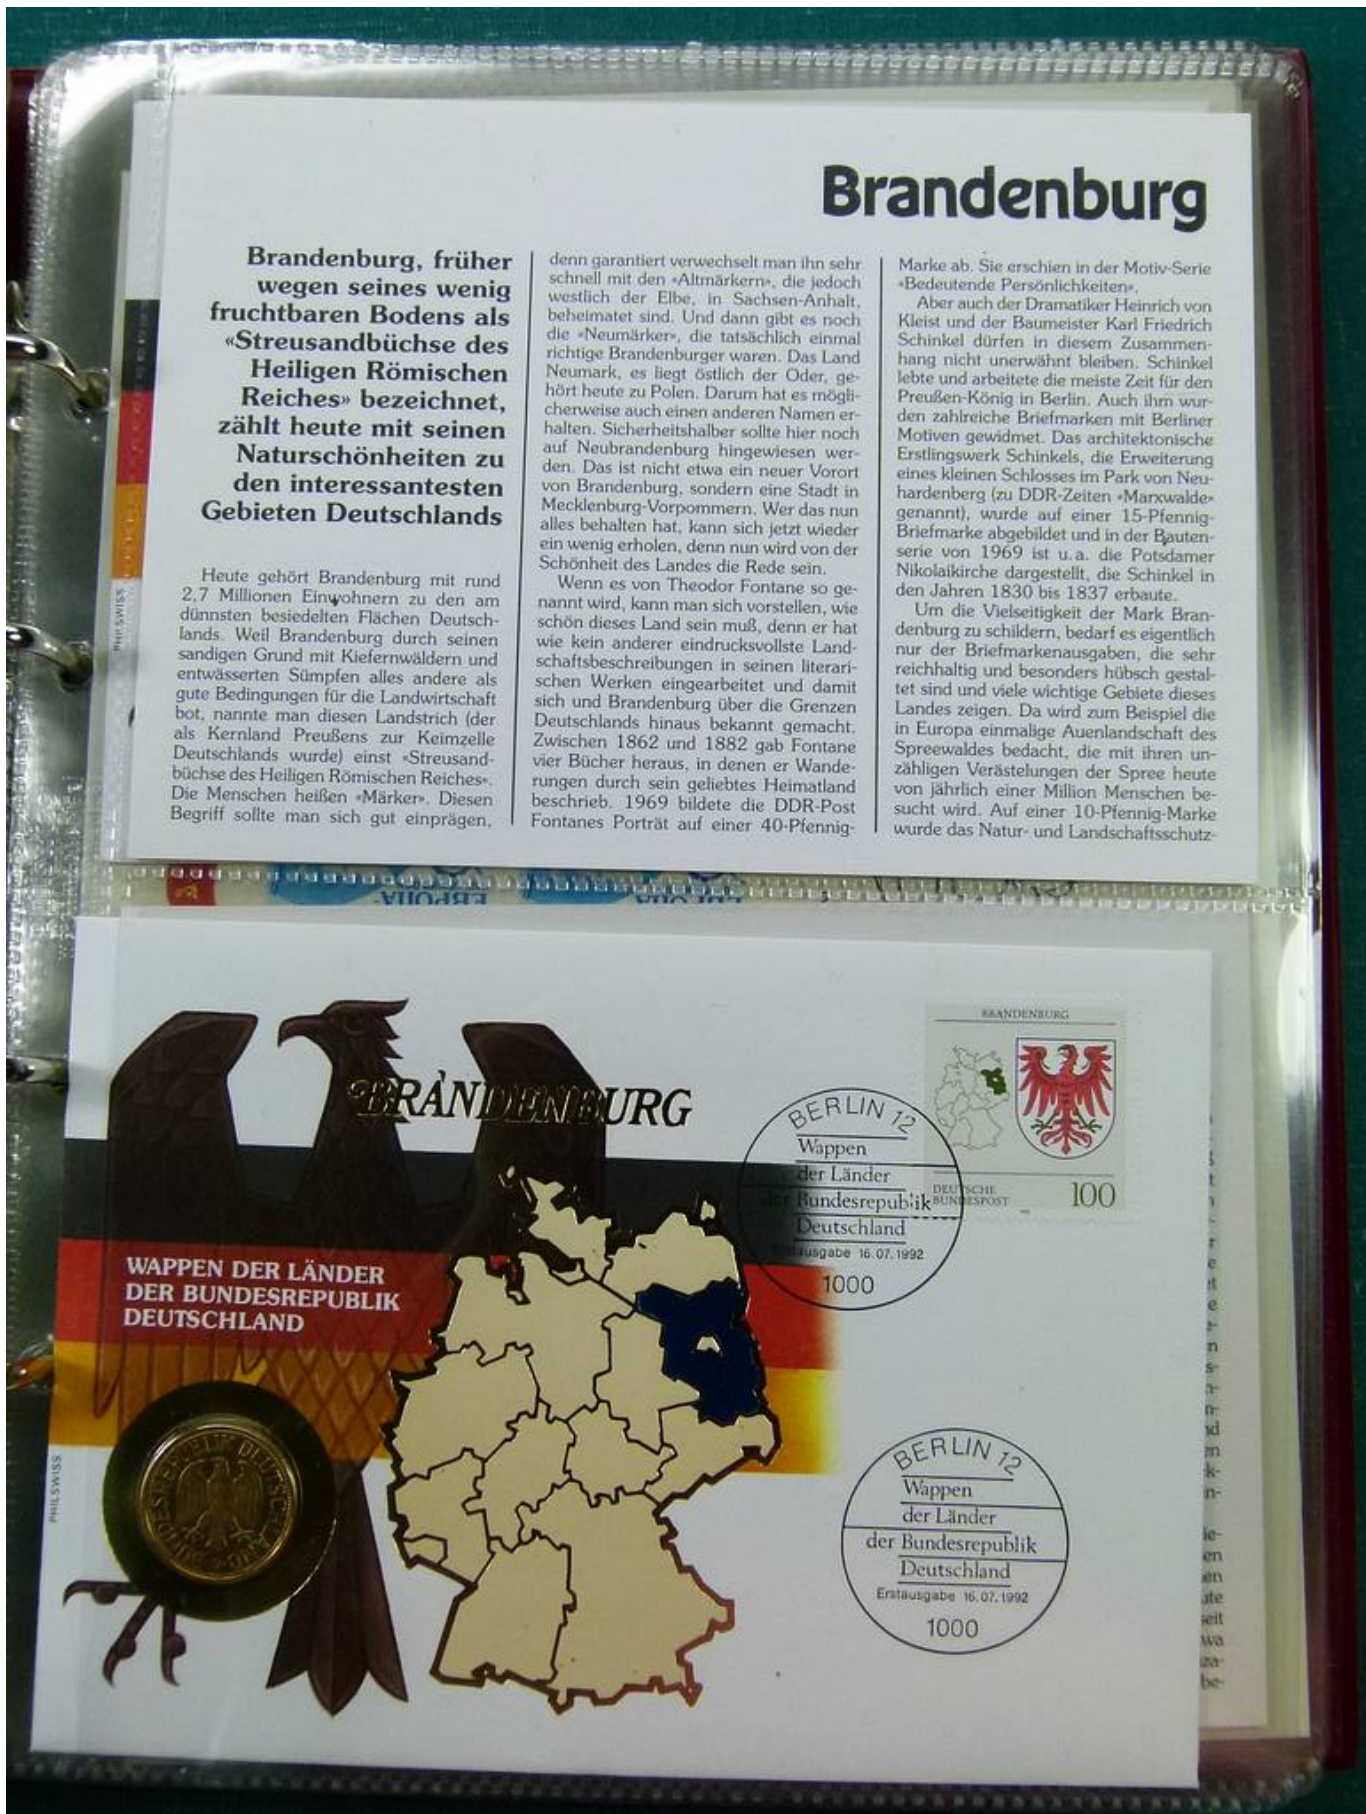 Brandenburg
Brandenburg, früher
wegen seines wenig
fruchtbaren Bodens als
«Streusandbüchse des
Heiligen Römischen
Reiches» bezeichnet,
zählt heute mit seinen
Naturschönheiten zu
den interessantesten
Gebieten Deutschlands
Heute gehört Brandenburg mit rund
2,7 Millionen Einwohnern zu den am
dünnsten besiedelten Flächen Deutsch-
lands. Weil Brandenburg durch seinen
sandigen Grund mit Kiefernwäldern und
entwässerten Sümpfen alles andere als
gute Bedingungen für die Landwirtschaft
bot, nannte man diesen Landstrich (der
als Kernland Preußens zur Keimzelle
Deutschlands wurde) einst «Streusand-
büchse des Heiligen Römischen Reiches».
Die Menschen heißen «Märker». Diesen
Begriff sollte man sich gut einprägen,
denn garantiert verwechselt man ihn sehr
schnell mit den «Altmärkern», die jedoch
westlich der Elbe, in Sachsen-Anhalt,
beheimatet sind. Und dann gibt es noch
die «Neumärker», die tatsächlich einmal
richtige Brandenburger waren. Das Land
Neumark, es liegt östlich der Oder, ge-
hört heute zu Polen. Darum hat es mögli-
cherweise auch einen anderen Namen er-
halten. Sicherheitshalber sollte hier noch
auf Neubrandenburg hingewiesen wer-
den. Das ist nicht etwa ein neuer Vorort
von Brandenburg, sondern eine Stadt in
Mecklenburg-Vorpommern. Wer das nun
alles behalten hat, kann sich jetzt wieder
ein wenig erholen, denn nun wird von der
Schönheit des Landes die Rede sein.
Wenn es von Theodor Fontane so ge-
nannt wird, kann man sich vorstellen, wie
schön dieses Land sein muß, denn er hat
wie kein anderer eindrucksvollste Land-
schaftsbeschreibungen in seinen literari-
schen Werken eingearbeitet und damit
sich und Brandenburg über die Grenzen
Deutschlands hinaus bekannt gemacht.
Zwischen 1862 und 1882 gab Fontane
vier Bücher heraus, in denen er Wande-
rungen durch sein geliebtes Heimatland
beschrieb. 1969 bildete die DDR-Post
Fontanes Porträt auf einer 40-Pfennig-
Marke ab. Sie erschien in der Motiv-Serie
«Bedeutende Persönlichkeiten».
Aber auch der Dramatiker Heinrich von
Kleist und der Baumeister Karl Friedrich
Schinkel dürfen in diesem Zusammen-
hang nicht unerwähnt bleiben. Schinkel
lebte und arbeitete die meiste Zeit für den
Preußen-König in Berlin. Auch ihm wur-
den zahlreiche Briefmarken mit Berliner
Motiven gewidmet. Das architektonische
Erstlingswerk Schinkels, die Erweiterung
eines kleinen Schlosses im Park von Neu-
hardenberg (zu DDR-Zeiten «Marxwalde»
genannt), wurde auf einer 15-Pfennig-
Briefmarke abgebildet und in der Bauten-
serie von 1969 ist u.a. die Potsdamer
Nikolaikirche dargestellt, die Schinkel in
den Jahren 1830 bis 1837 erbaute.
Um die Vielseitigkeit der Mark Bran-
denburg zu schildern, bedarf es eigentlich
nur der Briefmarkenausgaben, die sehr
reichhaltig und besonders hübsch gestal-
tet sind und viele wichtige Gebiete dieses
Landes zeigen. Da wird zum Beispiel die
in Europa einmalige Auenlandschaft des
Spreewaldes bedacht, die mit ihren un-
zähligen Verästelungen der Spree heute
von jährlich einer Million Menschen be-
sucht wird. Auf einer 10-Pfennig-Marke
wurde das Natur- und Landschaftsschutz-
PHILSWISS
ЕВРОПА
BRANDENBURG
BRANDENBURG
DEUTSCHE
BUNDESPOST
100
BERLIN 12
Wappen
der Länder
der Bundesrepublik
Deutschland
Erstausgabe 16.07.1992
1000
WAPPEN DER LÄNDER
DER BUNDESREPUBLIK
DEUTSCHLAND
BUNDESREPUBLIK DEUTSCHLAND
PHILSWISS
BERLIN 12
Wappen
der Länder
der Bundesrepublik
Deutschland
Erstausgabe 16.07.1992
1000